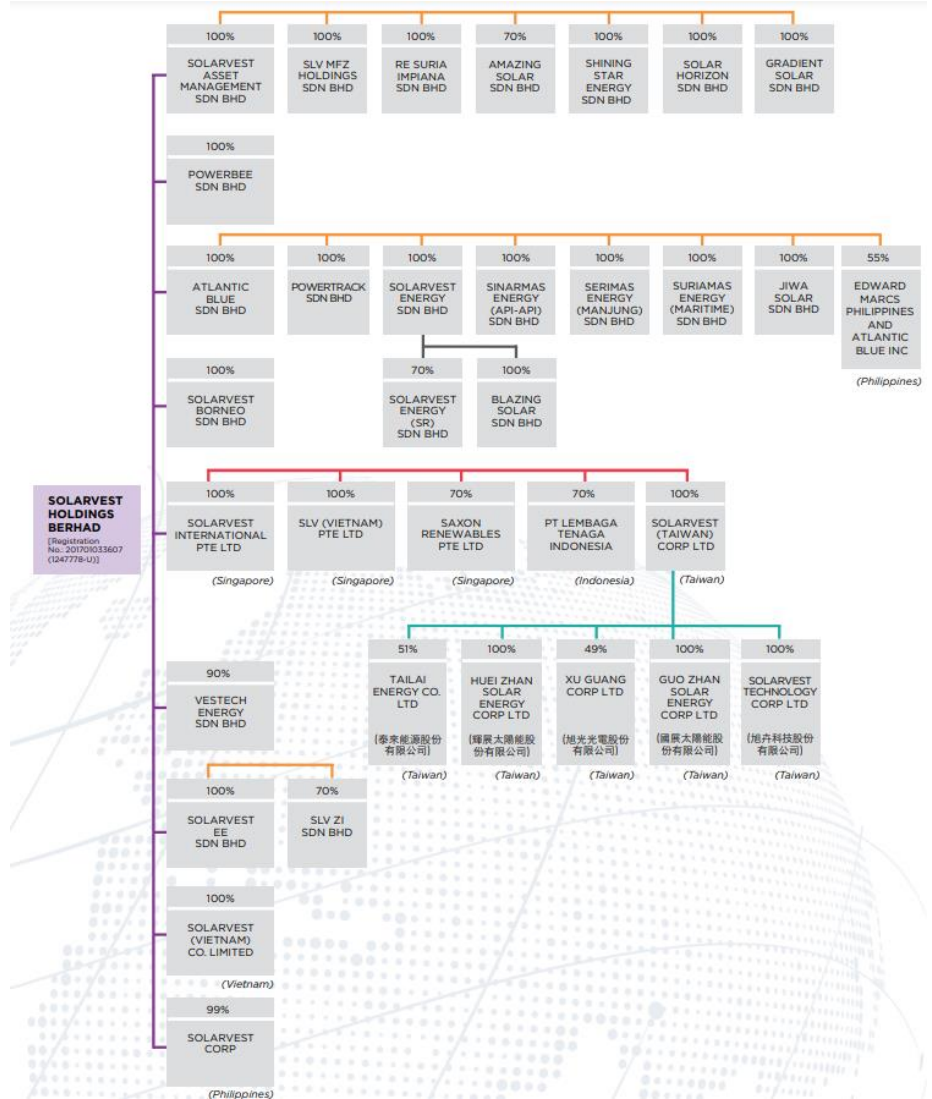 100%
SOLARVEST
ASSET
MANAGEMENT
SDN BHD
100%
SLV MFZ
HOLDINGS
SDN BHD
100%
RE SURIA
IMPIANA
SDN BHD
70%
AMAZING
SOLAR
SDN BHD
100%
SHINING
STAR
ENERGY
SDN BHD
100%
SOLAR
HORIZON
SDN BHD
100%
GRADIENT
SOLAR
SDN BHD
100%
POWERBEE
SDN BHD
100%
ATLANTIC
BLUE
SDN BHD
100%
POWERTRACK
SDN BHD
100%
SOLARVEST
ENERGY
SDN BHD
100%
SINARMAS
ENERGY
(API-API)
SDN BHD
100%
SERIMAS
ENERGY
(MANJUNG)
SDN BHD
100%
SURIAMAS
ENERGY
(MARITIME)
SDN BHD
100%
JIWA
SOLAR
SDN BHD
55%
EDWARD
MARCS
PHILIPPINES
AND
ATLANTIC
BLUE INC
(Philippines)
100%
SOLARVEST
BORNEO
SDN BHD
70%
SOLARVEST
ENERGY
(SR)
SDN BHD
100%
BLAZING
SOLAR
SDN BHD
SOLARVEST
HOLDINGS
BERHAD
[Registration
No.: 201701033607
(1247778-U)]
100%
SOLARVEST
INTERNATIONAL
PTE LTD
(Singapore)
100%
SLV (VIETNAM)
PTE LTD
(Singapore)
70%
SAXON
RENEWABLES
PTE LTD
(Singapore)
70%
PT LEMBAGA
TENAGA
INDONESIA
(Indonesia)
100%
SOLARVEST
(TAIWAN)
CORP LTD
(Taiwan)
51%
TAILAI
ENERGY CO.
LTD
(泰來能源股份
有限公司)
(Taiwan)
100%
HUEI ZHAN
SOLAR
ENERGY
CORP LTD
(輝展太陽能股
份有限公司)
(Taiwan)
49%
XU GUANG
CORP LTD
(旭光光電股份
有限公司)
(Taiwan)
100%
GUO ZHAN
SOLAR
ENERGY
CORP LTD
(國展太陽能股
份有限公司)
(Taiwan)
100%
SOLARVEST
TECHNOLOGY
CORP LTD
(旭卉科技股份
有限公司)
(Taiwan)
90%
VESTECH
ENERGY
SDN BHD
100%
SOLARVEST
EE
SDN BHD
70%
SLV ZI
SDN BHD
100%
SOLARVEST
(VIETNAM)
CO. LIMITED
(Vietnam)
99%
SOLARVEST
CORP
(Philippines)